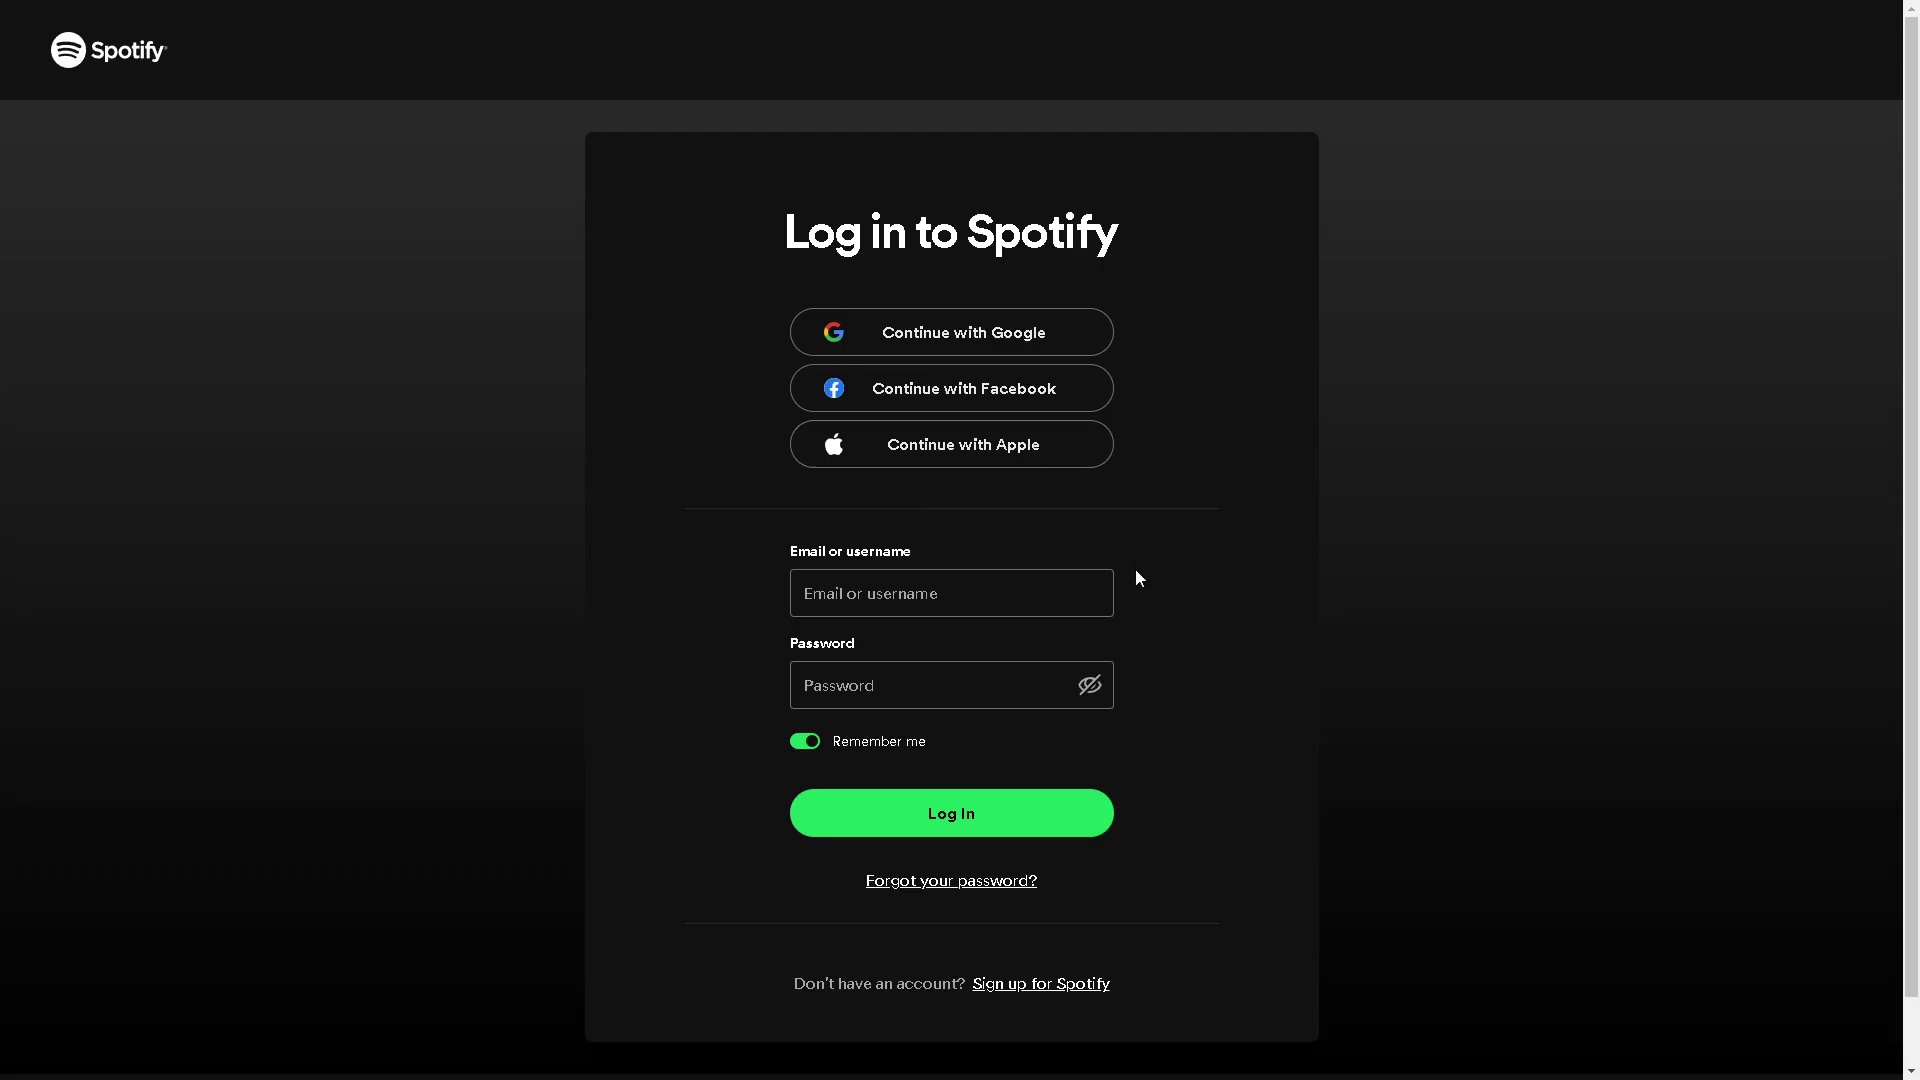 Spotify
Log in to Spotify
Continue with Google
Continue with Facebook
Continue with Apple
Email or username
Email or username
Password
Password
Remember me
Log In
Forgot your password?
Don't have an account? Sign up for Spotify